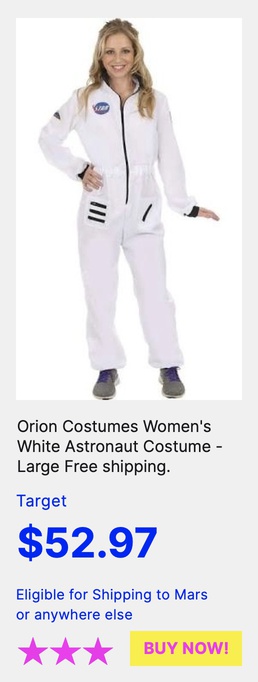 Orion Costumes Women's
White Astronaut Costume -
Large Free shipping.
Target
$52.97
Eligible for Shipping to Mars
or anywhere else
BUY NOW!